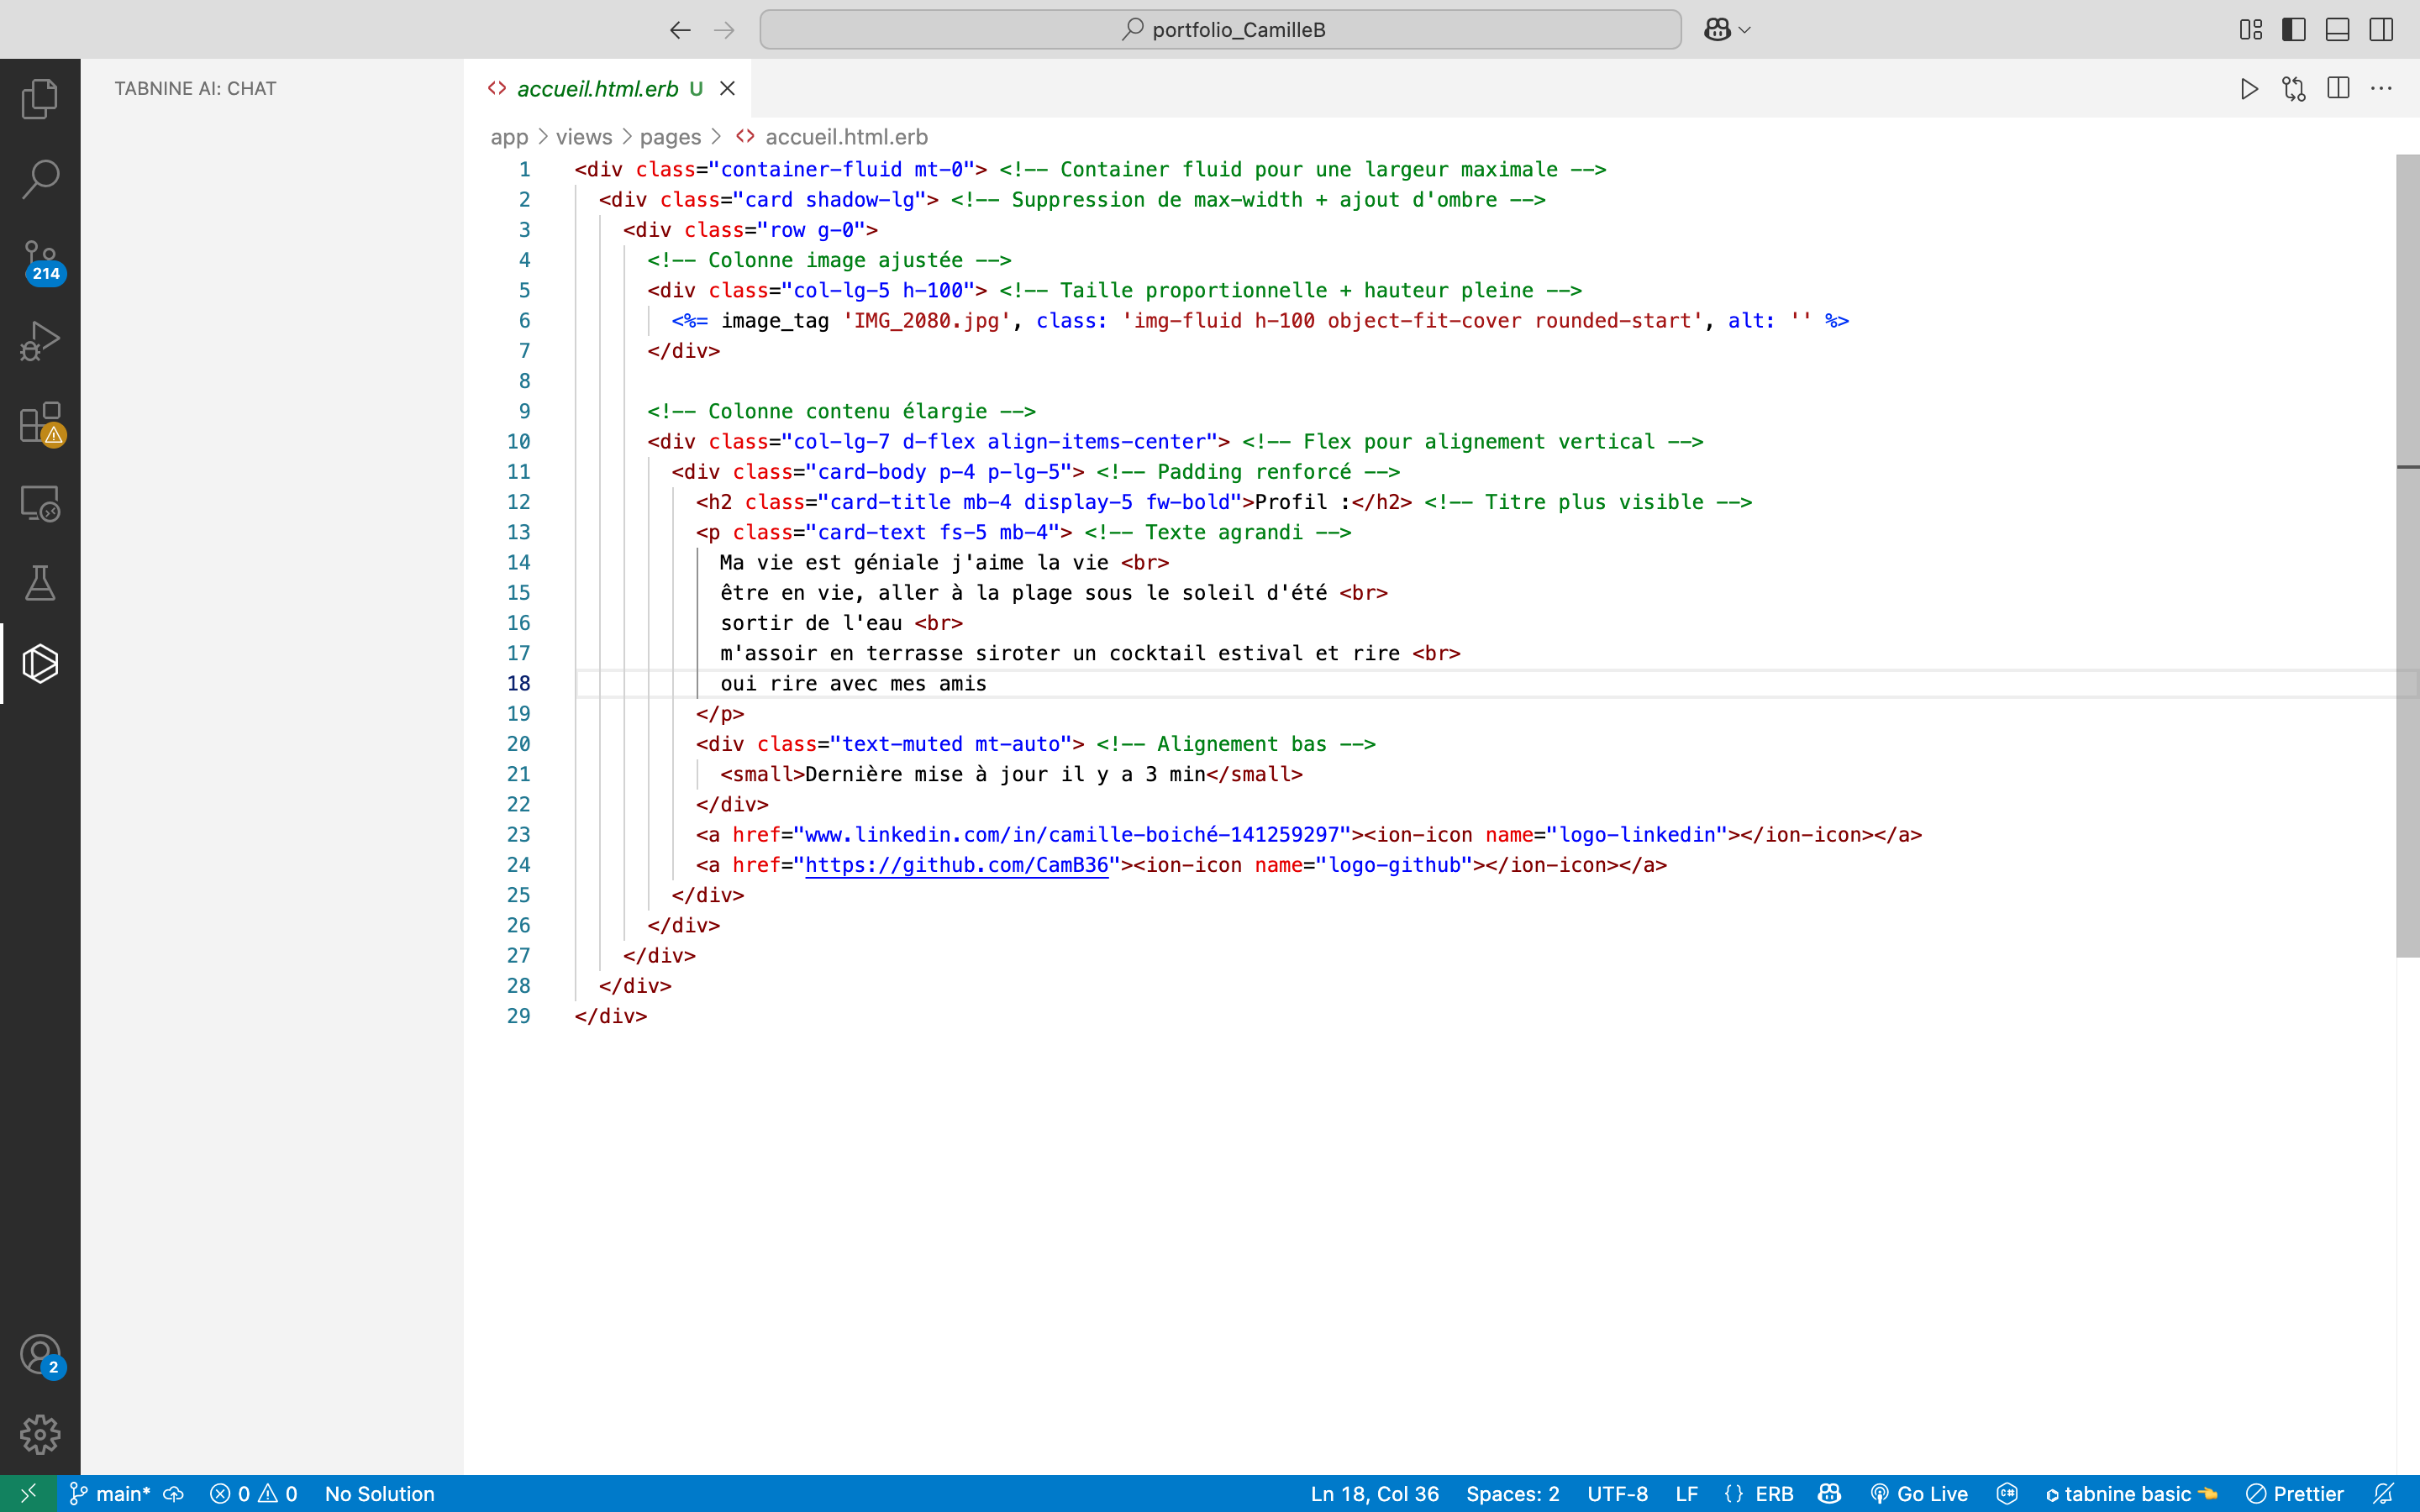 portfolio_CamilleB
TABNINE AI: CHAT
accueil.html.erb U
app > views > pages > accueil.html.erb
1 <div class="container-fluid mt-0"> <!-- Container fluid pour une largeur maximale -->
2 <div class="card shadow-lg"> <!-- Suppression de max-width + ajout d'ombre -->
3 <div class="row g-0">
4 <!-- Colonne image ajustée -->
5 <div class="col-lg-5 h-100"> <!-- Taille proportionnelle + hauteur pleine -->
6 <%= image_tag 'IMG_2080.jpg', class: 'img-fluid h-100 object-fit-cover rounded-start', alt: '' %>
7 </div>
8
9 <!-- Colonne contenu élargie -->
10 <div class="col-lg-7 d-flex align-items-center"> <!-- Flex pour alignement vertical -->
11 <div class="card-body p-4 p-lg-5"> <!-- Padding renforcé -->
12 <h2 class="card-title mb-4 display-5 fw-bold">Profil :</h2> <!-- Titre plus visible -->
13 <p class="card-text fs-5 mb-4"> <!-- Texte agrandi -->
14 Ma vie est géniale j'aime la vie <br>
15 être en vie, aller à la plage sous le soleil d'été <br>
16 sortir de l'eau <br>
17 m'assoir en terrasse siroter un cocktail estival et rire <br>
18 oui rire avec mes amis
19 </p>
20 <div class="text-muted mt-auto"> <!-- Alignement bas -->
21 <small>Dernière mise à jour il y a 3 min</small>
22 </div>
23 <a href="www.linkedin.com/in/camille-boiché-141259297"><ion-icon name="logo-linkedin"></ion-icon></a>
24 <a href="https://github.com/CamB36"><ion-icon name="logo-github"></ion-icon></a>
25 </div>
26 </div>
27 </div>
28 </div>
29 </div>
214
2
main* 0 0 No Solution Ln 18, Col 36 Spaces: 2 UTF-8 LF {} ERB Go Live tabnine basic Prettier